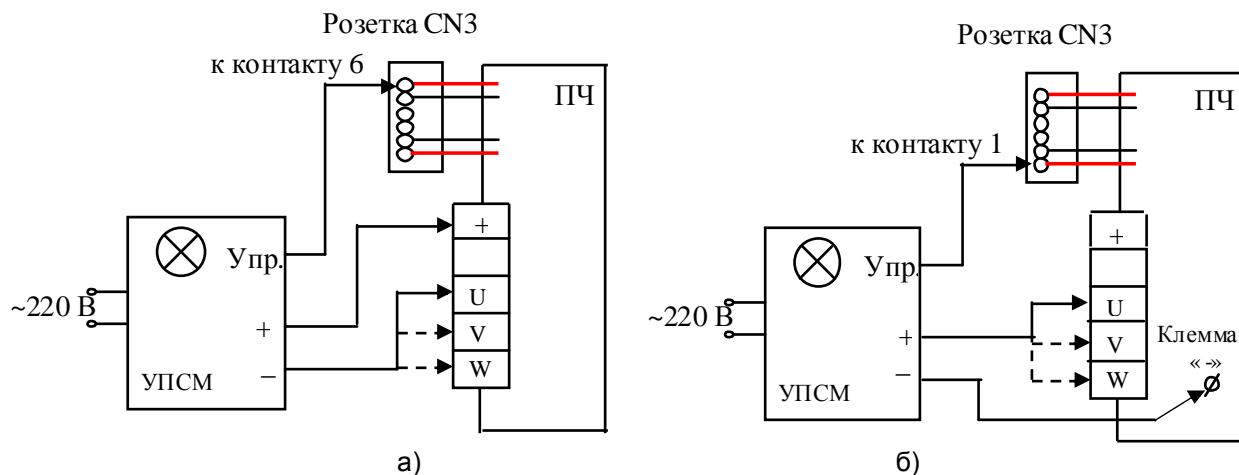 Розетка CN3
к контакту 6
ПЧ
+
Упр.
U
~220 В
+
V
–
W
УПСМ
а)
Розетка CN3
ПЧ
к контакту 1
+
Упр.
U
~220 В
Клемма
+
V
«-»
–
W
УПСМ
б)